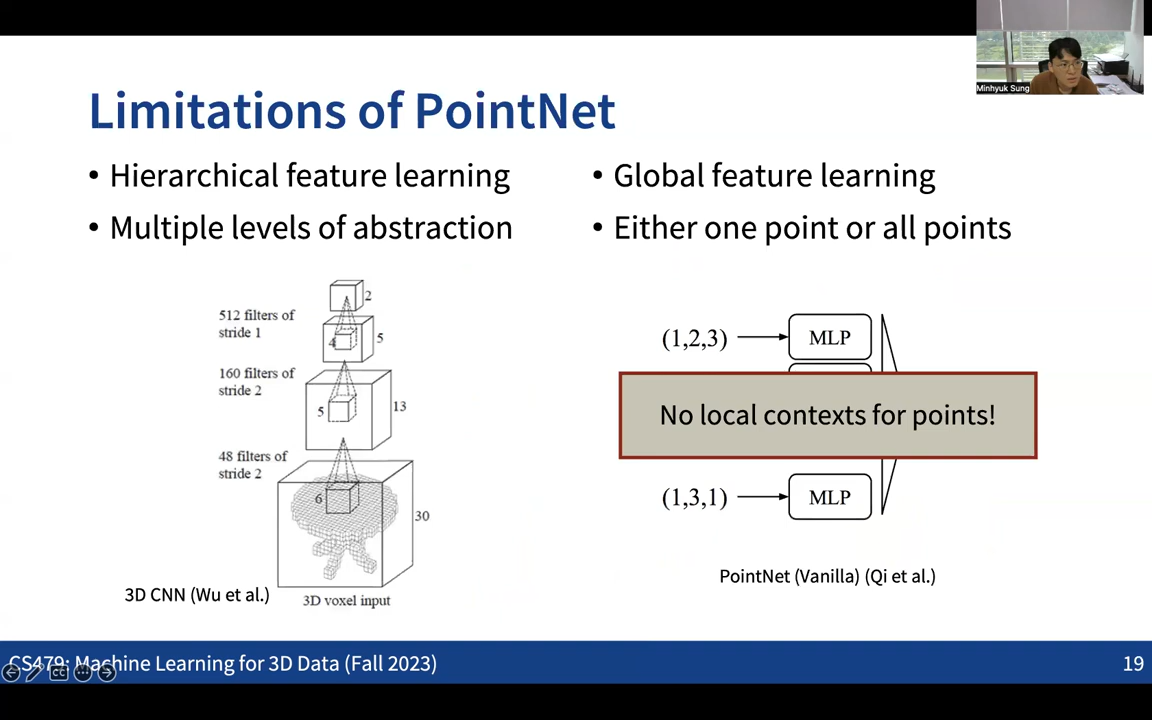 Minhyuk Sung
Limitations of PointNet
• Hierarchical feature learning
• Multiple levels of abstraction
• Global feature learning
• Either one point or all points
2
512 filters of
stride 1
4
5
160 filters of
stride 2
5
13
48 filters of
stride 2
6
30
3D CNN (Wu et al.)
3D voxel input
(1,2,3)
MLP
No local contexts for points!
(1,3,1)
MLP
PointNet (Vanilla) (Qi et al.)
CS479: Machine Learning for 3D Data (Fall 2023)
CC
19